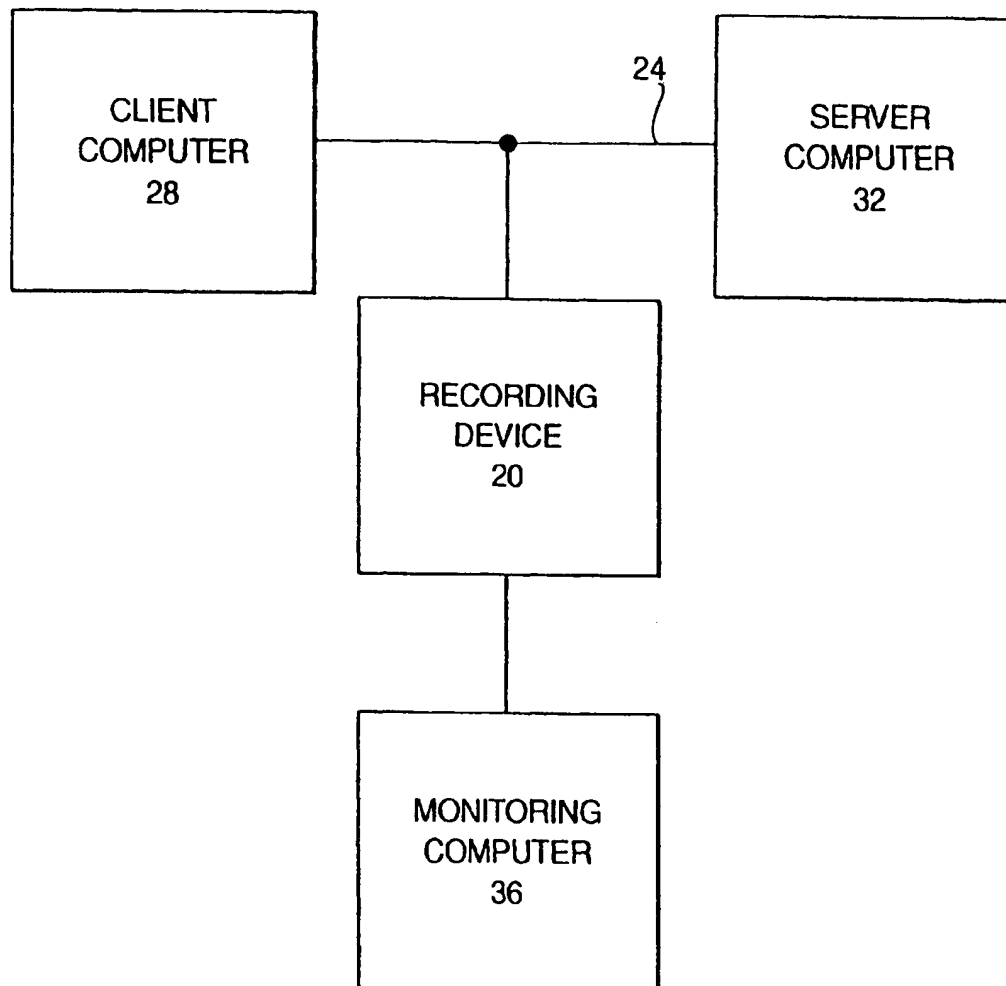 CLIENT
COMPUTER
28
24
SERVER
COMPUTER
32
RECORDING
DEVICE
20
MONITORING
COMPUTER
36